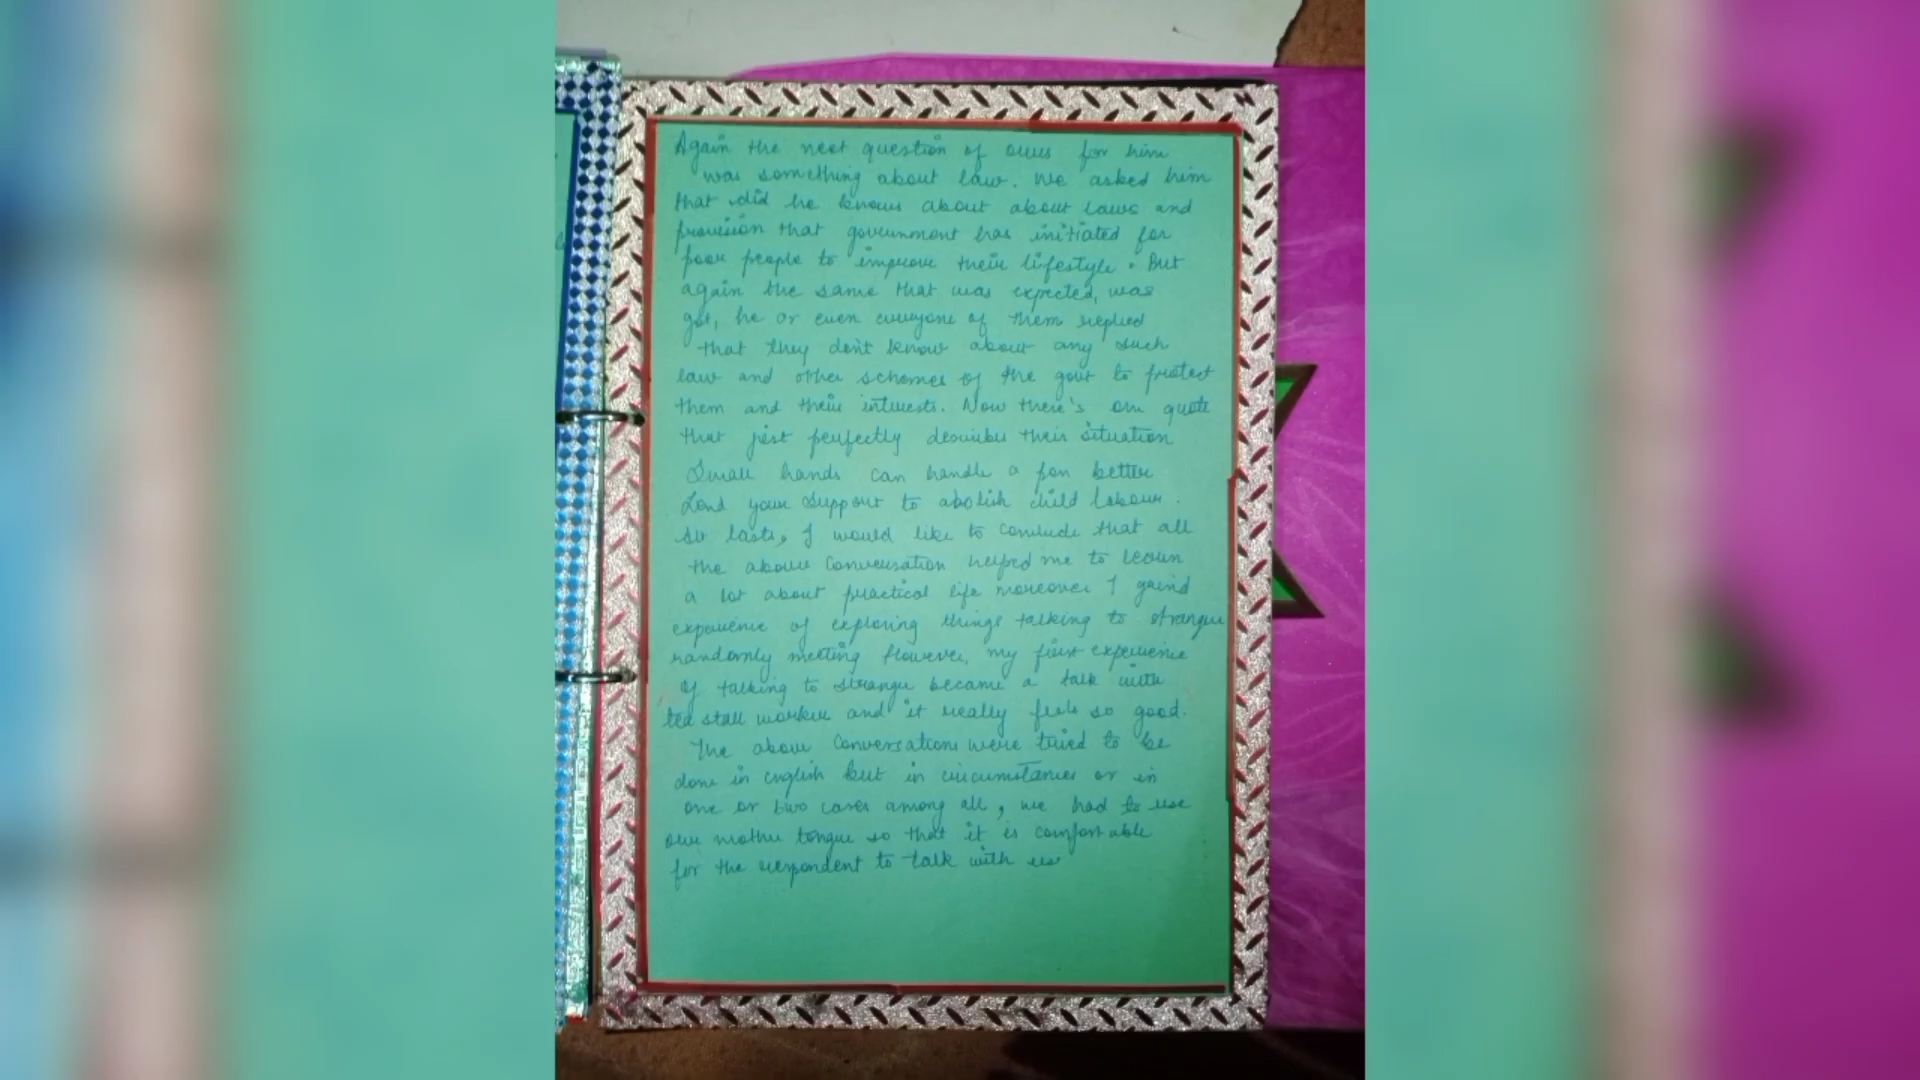 Again the next question of ours for him
was something about law. We asked him
that did he knows about about laws and
provision that government has initiated for
poor people to improve their lifestyle. But
again the same that was expected, was
got, he or even everyone of them replied
that they don't know about any such
law and other schemes of the govt to protect
them and their interests. Now there's one quote
that just perfectly describes their situation
Small hands can handle a pen better
Lend your support to abolish child labour.
At last, I would like to conclude that all
the above conversation helped me to learn
a lot about practical life moreover I gaind
experience of exploring things talking to stranger
randomly meeting However, my first experience
of talking to stranger became a talk with
tea stall worker and it really feels so good.
The above conversations were tried to be
done in english but in circumstances or in
one or two cases among all, we had to use
our mother tongue so that it is comfortable
for the respondent to talk with us